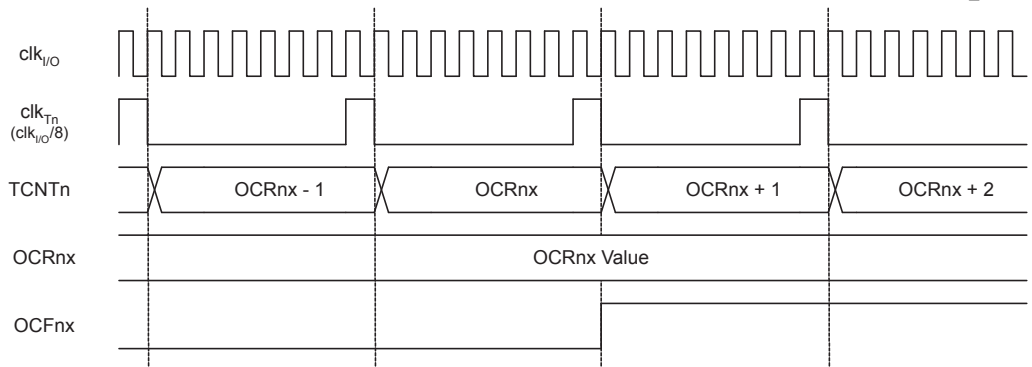 clkI/O
clkTn
(clkI/O/8)
TCNTn
OCRnx - 1
OCRnx
OCRnx + 1
OCRnx + 2
OCRnx
OCRnx Value
OCFnx